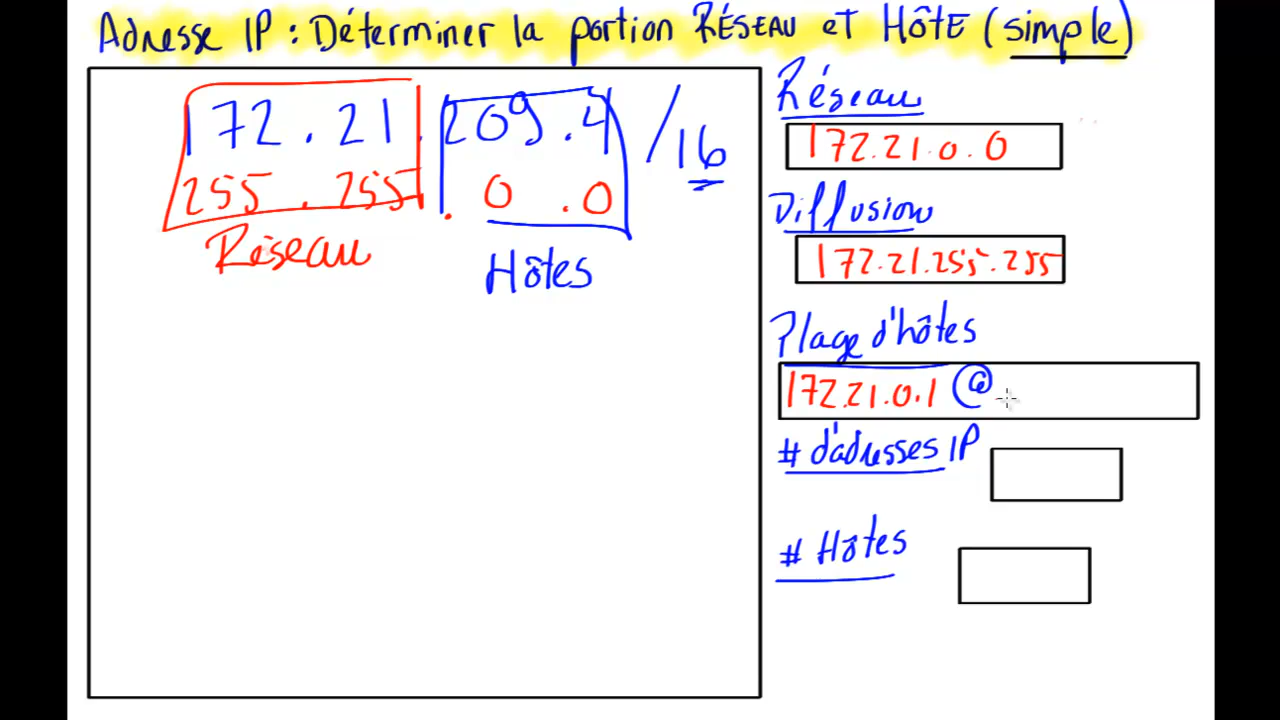 Adresse IP : Déterminer la portion RÉSEAU et HÔTE (simple)
172.21.209.4/16
255.255.0.0
Réseau
Hôtes
Réseau
172.21.0.0
Diffusion
172.21.255.255
Plage d'hôtes
172.21.0.1 @
# d'adresses IP
# Hôtes